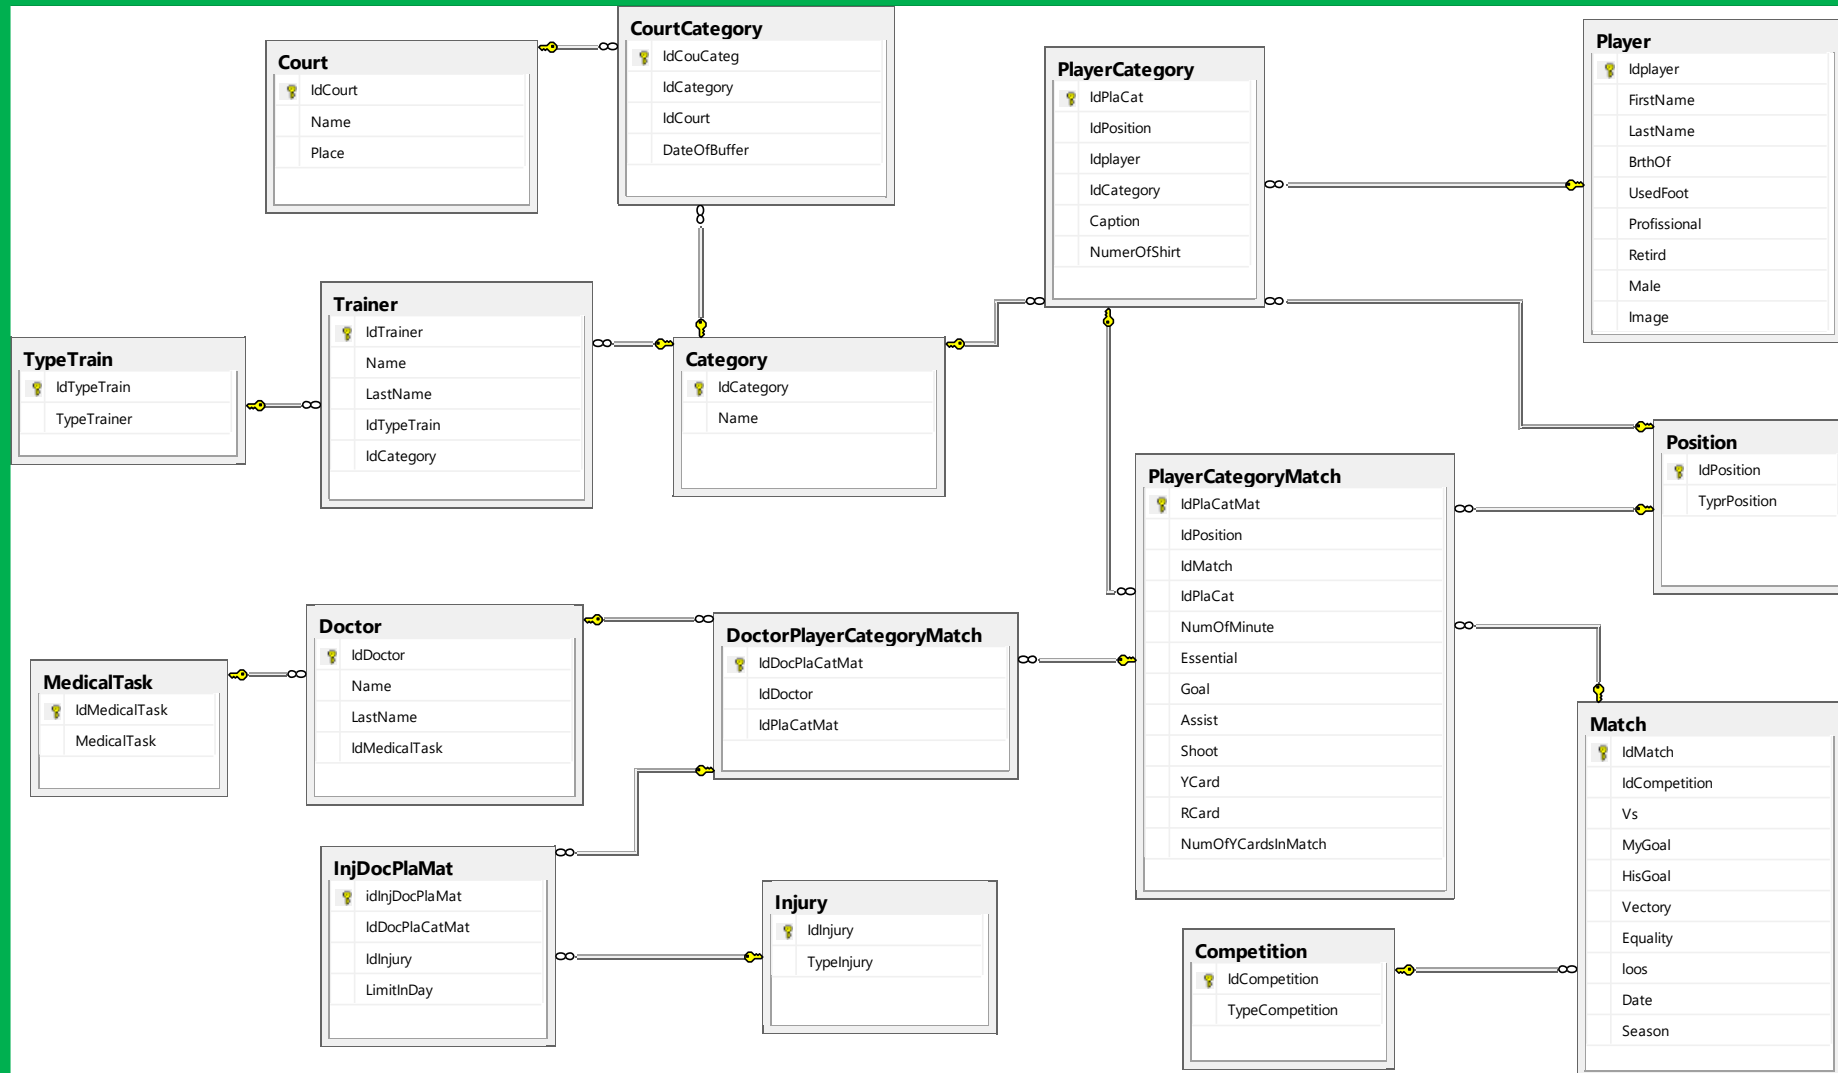 Court
IdCourt
Name
Place
CourtCategory
IdCouCateg
IdCategory
IdCourt
DateOfBuffer
PlayerCategory
IdPlaCat
IdPosition
Idplayer
IdCategory
Caption
NumerOfShirt
Player
Idplayer
FirstName
LastName
BrthOf
UsedFoot
Profissional
Retird
Male
Image
TypeTrain
IdTypeTrain
TypeTrainer
Trainer
IdTrainer
Name
LastName
IdTypeTrain
IdCategory
Category
IdCategory
Name
Position
IdPosition
TyprPosition
PlayerCategoryMatch
IdPlaCatMat
IdPosition
IdMatch
IdPlaCat
NumOfMinute
Essential
Goal
Assist
Shoot
YCard
RCard
NumOfYCardsInMatch
MedicalTask
IdMedicalTask
MedicalTask
Doctor
IdDoctor
Name
LastName
IdMedicalTask
DoctorPlayerCategoryMatch
IdDocPlaCatMat
IdDoctor
IdPlaCatMat
Match
IdMatch
IdCompetition
Vs
MyGoal
HisGoal
Vectory
Equality
loos
Date
Season
InjDocPlaMat
idInjDocPlaMat
IdDocPlaCatMat
IdInjury
LimitInDay
Injury
IdInjury
TypeInjury
Competition
IdCompetition
TypeCompetition